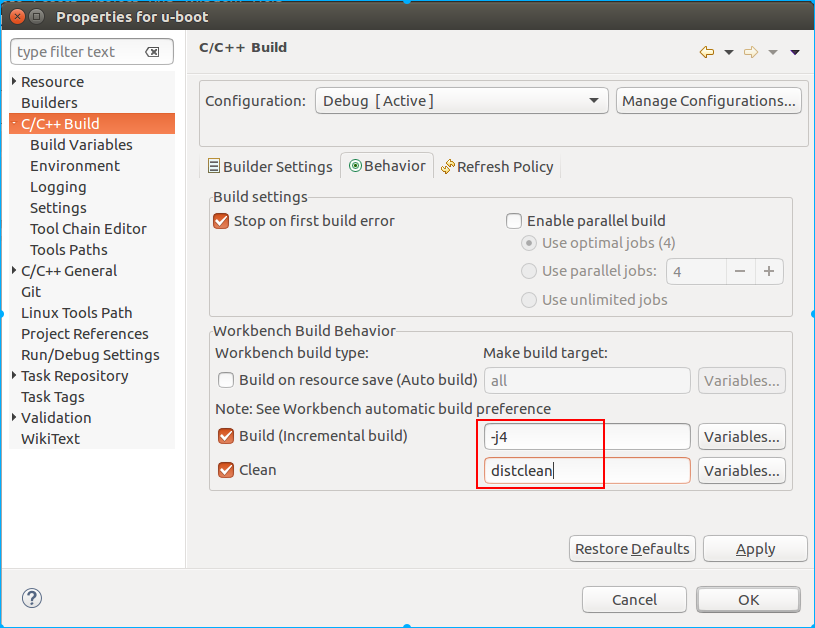 Properties for u-boot
type filter text
Resource
Builders
C/C++ Build
Build Variables
Environment
Logging
Settings
Tool Chain Editor
Tools Paths
C/C++ General
Git
Linux Tools Path
Project References
Run/Debug Settings
Task Repository
Task Tags
Validation
WikiText
C/C++ Build
Configuration: Debug [ Active ] Manage Configurations...
Builder Settings Behavior Refresh Policy
Build settings
Stop on first build error Enable parallel build
Use optimal jobs (4)
Use parallel jobs: 4
Use unlimited jobs
Workbench Build Behavior
Workbench build type: Make build target:
Build on resource save (Auto build) all Variables...
Note: See Workbench automatic build preference
Build (Incremental build) -j4 Variables...
Clean distclean Variables...
Restore Defaults Apply
Cancel OK